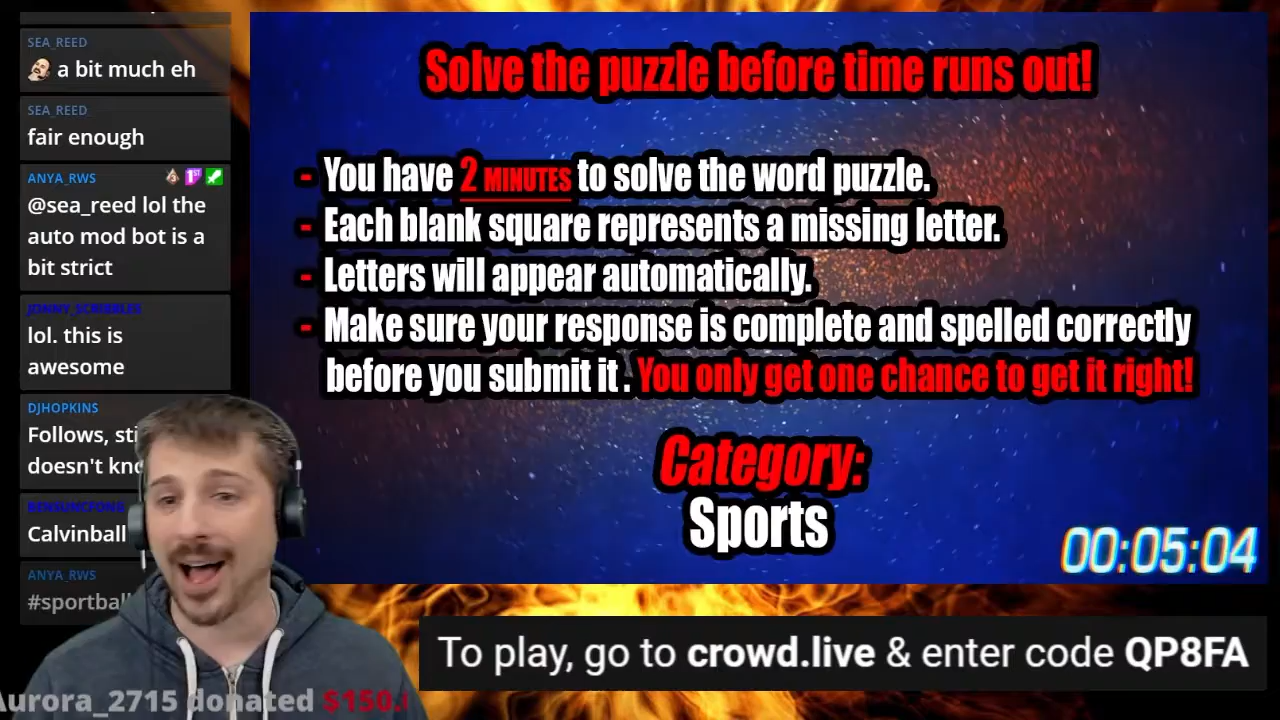 SEA_REED
a bit much eh
SEA_REED
fair enough
ANYA_RWS
1ST
@sea_reed lol the
auto mod bot is a
bit strict
JONNY_SCRIBBLER
lol. this is
awesome
DJHOPKINS
Follows, sti
doesn't kn
Calvinball
ANYA_RWS
#sportball
Solve the puzzle before time runs out!
- You have 2 MINUTES to solve the word puzzle.
- Each blank square represents a missing letter.
- Letters will appear automatically.
- Make sure your response is complete and spelled correctly
before you submit it . You only get one chance to get it right!
Category:
Sports
00:05:04
To play, go to crowd.live & enter code QP8FA
Aurora_2715 donated $150.